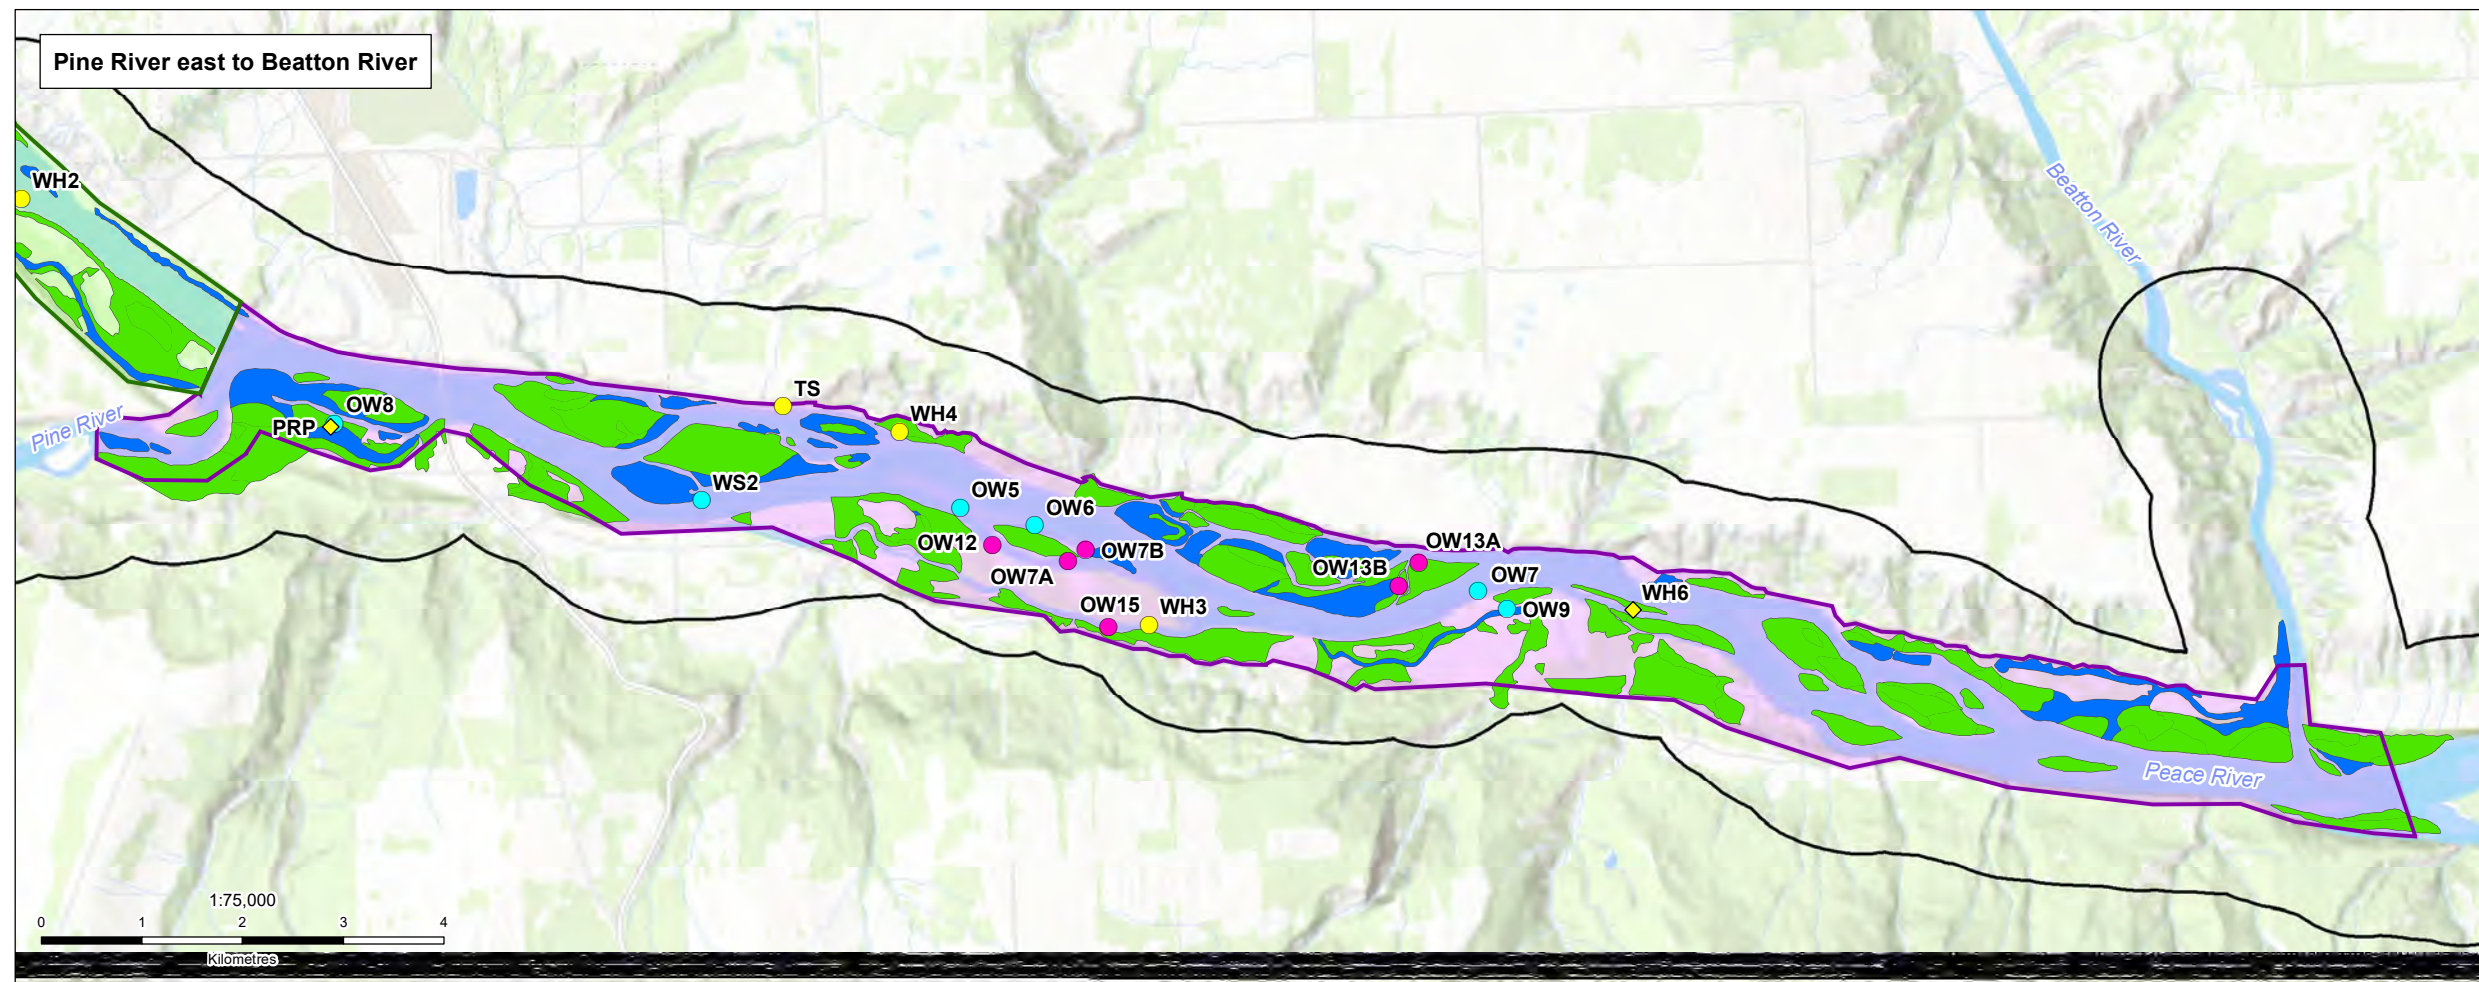 Pine River east to Beatton River
WH2
Beatton River
TS
OW8
WH4
Pine River
PRP
WS2
OW5
OW6
OW12
OW7B
OW13A
OW7A
OW13B
OW7
OW15
WH3
OW9
WH6
Peace River
1:75,000
0 1 2 3 4
Kilometres